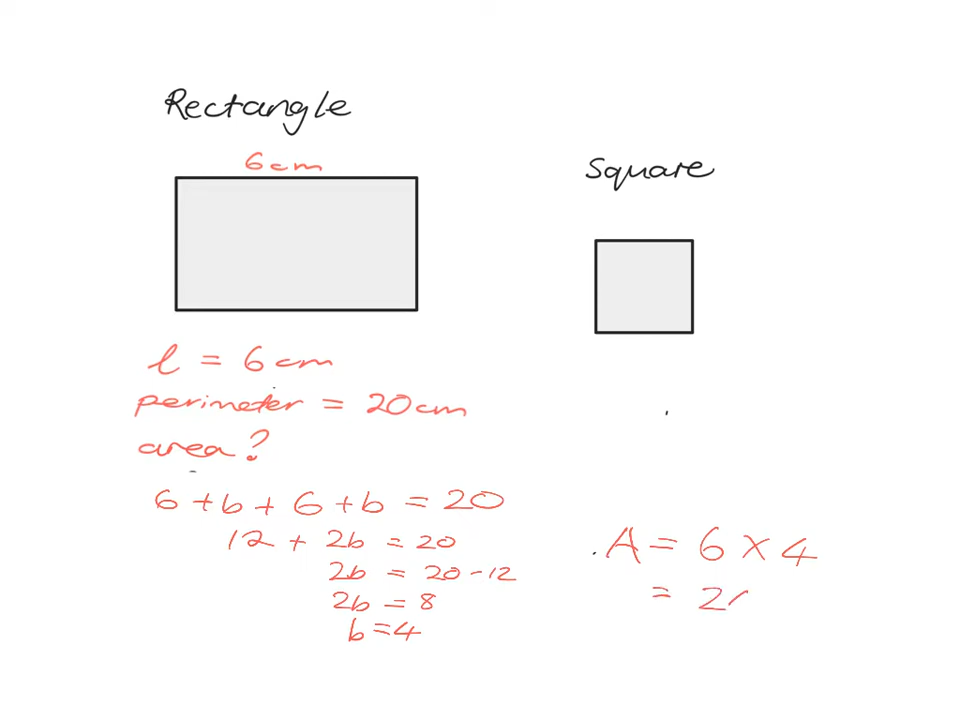 Rectangle
6cm
Square
l = 6cm
perimeter = 20cm
area?
6 + b + 6 + b = 20
12 + 2b = 20
2b = 20 - 12
2b = 8
b = 4
A = 6 × 4
= 2